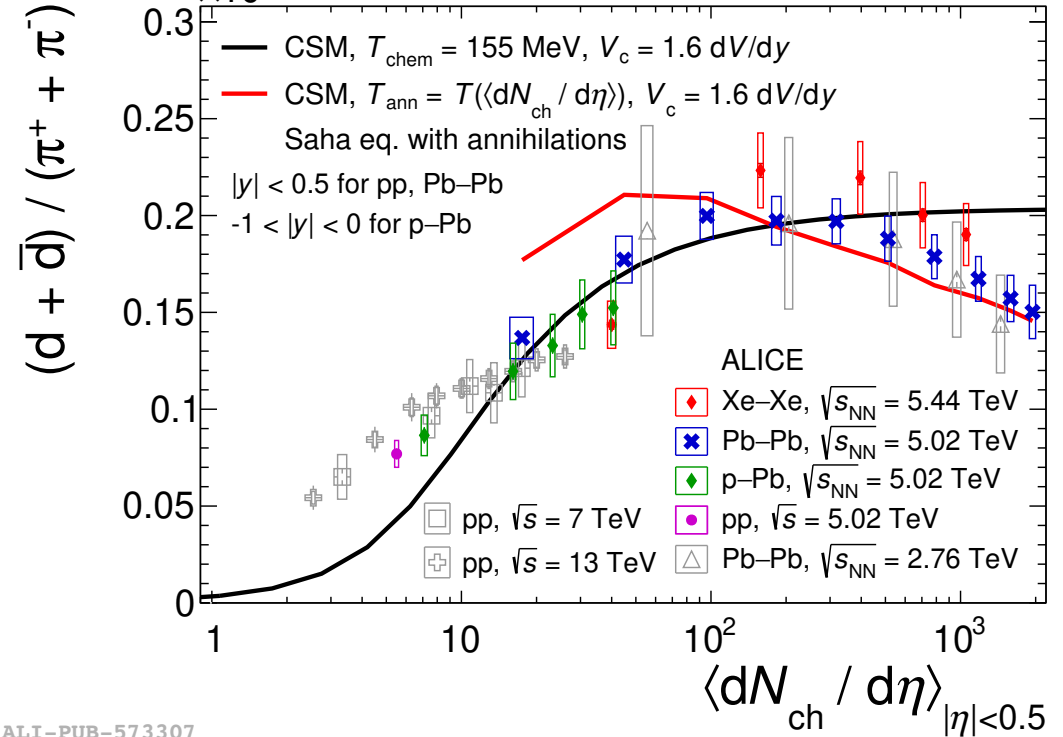 (d + d̅) / (π⁺ + π⁻)
0.3
0.25
0.2
0.15
0.1
0.05
0
CSM, T_chem = 155 MeV, V_c = 1.6 dV/dy
CSM, T_ann = T(⟨dN_ch / dη⟩), V_c = 1.6 dV/dy
Saha eq. with annihilations
|y| < 0.5 for pp, Pb–Pb
-1 < |y| < 0 for p–Pb
ALICE
Xe–Xe, √s_NN = 5.44 TeV
Pb–Pb, √s_NN = 5.02 TeV
p–Pb, √s_NN = 5.02 TeV
pp, √s = 5.02 TeV
Pb–Pb, √s_NN = 2.76 TeV
pp, √s = 7 TeV
pp, √s = 13 TeV
1 10 10² 10³
⟨dN_ch / dη⟩_|η|<0.5
ALI-PUB-573307